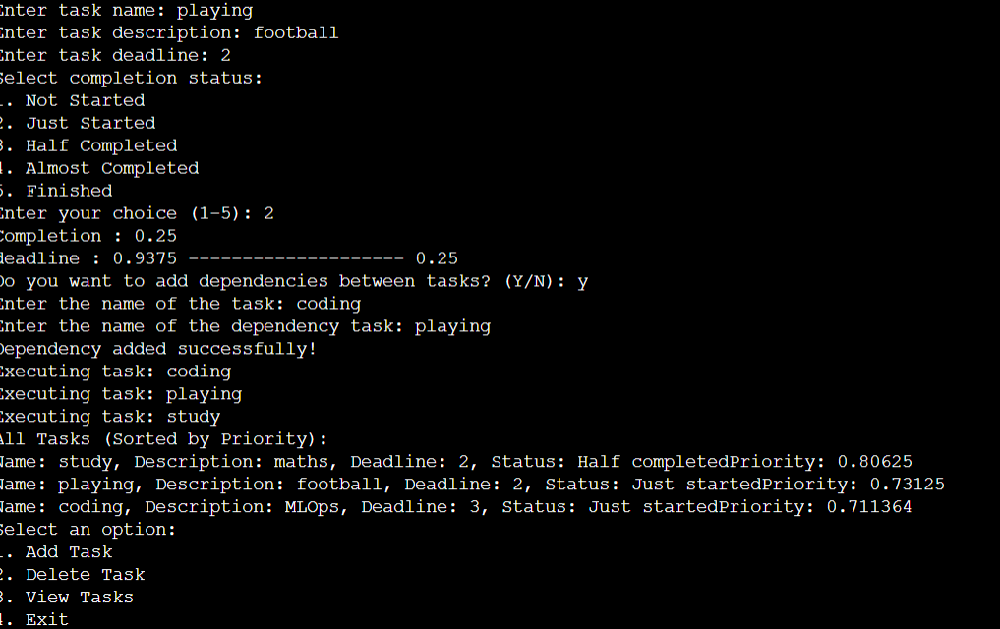 Enter task name: playing
Enter task description: football
Enter task deadline: 2
Select completion status:
1. Not Started
2. Just Started
3. Half Completed
4. Almost Completed
5. Finished
Enter your choice (1-5): 2
Completion : 0.25
deadline : 0.9375 -------------------- 0.25
Do you want to add dependencies between tasks? (Y/N): y
Enter the name of the task: coding
Enter the name of the dependency task: playing
Dependency added successfully!
Executing task: coding
Executing task: playing
Executing task: study
All Tasks (Sorted by Priority):
Name: study, Description: maths, Deadline: 2, Status: Half completedPriority: 0.80625
Name: playing, Description: football, Deadline: 2, Status: Just startedPriority: 0.73125
Name: coding, Description: MLOps, Deadline: 3, Status: Just startedPriority: 0.711364
Select an option:
1. Add Task
2. Delete Task
3. View Tasks
4. Exit